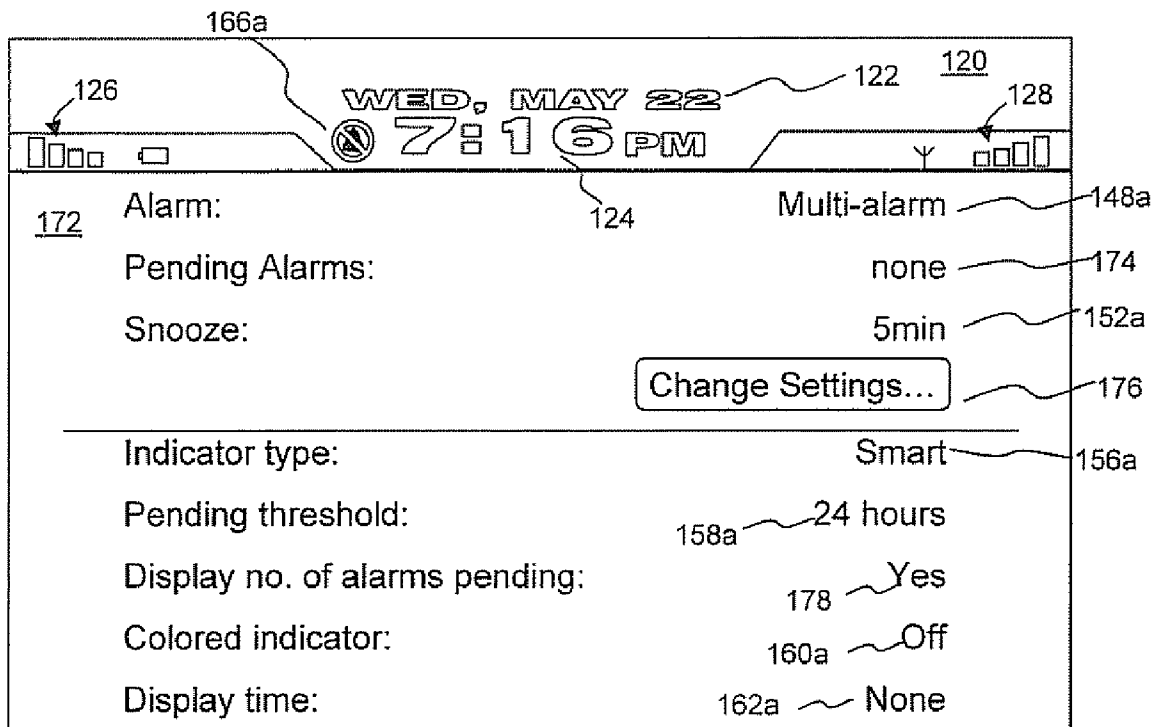 166a
120
126
WED, MAY 22
122
128
7:16 PM
124
172
Alarm: Multi-alarm 148a
Pending Alarms: none 174
Snooze: 5min 152a
Change Settings... 176
Indicator type: Smart 156a
Pending threshold: 158a 24 hours
Display no. of alarms pending: 178 Yes
Colored indicator: 160a Off
Display time: 162a None